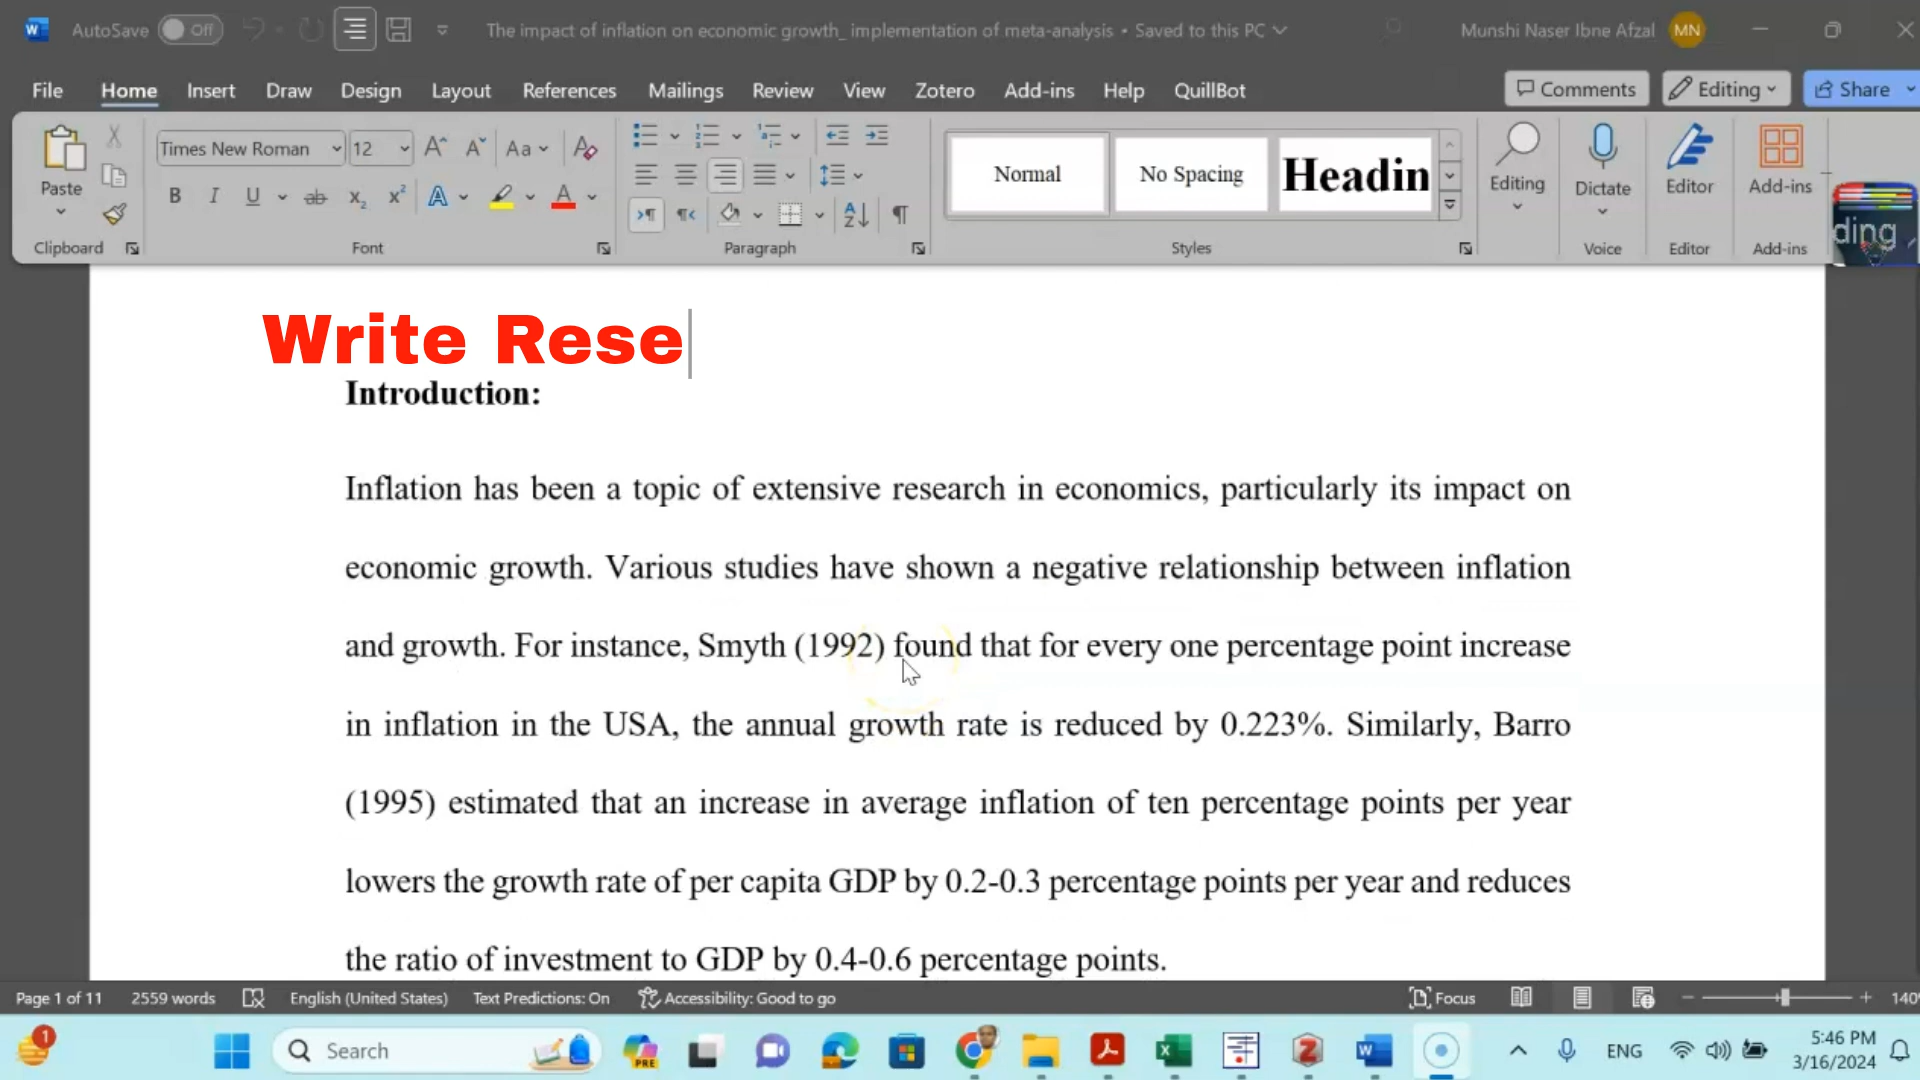 AutoSave Off The impact of inflation on economic growth_ implementation of meta-analysis • Saved to this PC Munshi Naser Ibne Afzal MN
File Home Insert Draw Design Layout References Mailings Review View Zotero Add-ins Help QuillBot Comments Editing Share
Times New Roman 12 Aa
Paste
Normal No Spacing Headin
Editing Dictate Editor Add-ins
ding
Clipboard Font Paragraph Styles Voice Editor Add-ins
Write Rese
Introduction:
Inflation has been a topic of extensive research in economics, particularly its impact on
economic growth. Various studies have shown a negative relationship between inflation
and growth. For instance, Smyth (1992) found that for every one percentage point increase
in inflation in the USA, the annual growth rate is reduced by 0.223%. Similarly, Barro
(1995) estimated that an increase in average inflation of ten percentage points per year
lowers the growth rate of per capita GDP by 0.2-0.3 percentage points per year and reduces
the ratio of investment to GDP by 0.4-0.6 percentage points.
Page 1 of 11 2559 words English (United States) Text Predictions: On Accessibility: Good to go Focus 140%
1 Search PRE ENG 5:46 PM
3/16/2024